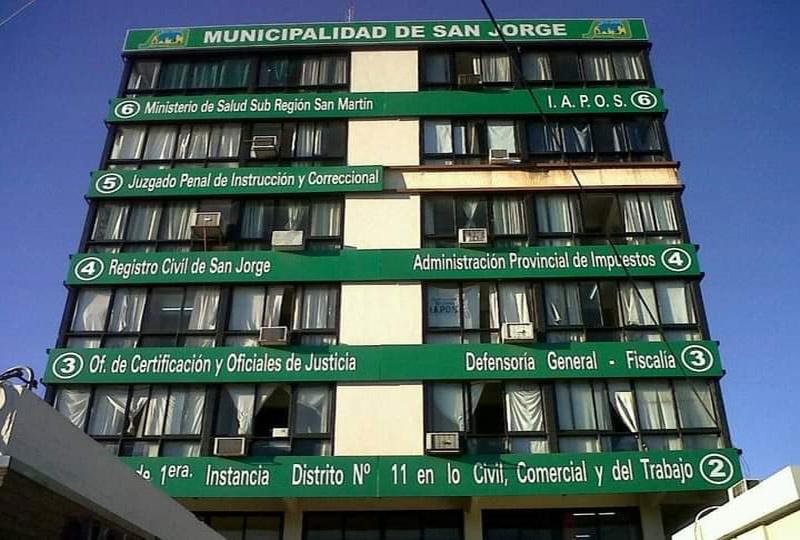 MUNICIPALIDAD DE SAN JORGE
6 Ministerio de Salud Sub Región San Martín I.A.P.O.S. 6
5 Juzgado Penal de Instrucción y Correccional
4 Registro Civil de San Jorge Administración Provincial de Impuestos 4
I.A.P.O.S.
3 Of. de Certificación y Oficiales de Justicia Defensoría General - Fiscalía 3
de 1era. Instancia Distrito Nº 11 en lo Civil, Comercial y del Trabajo 2